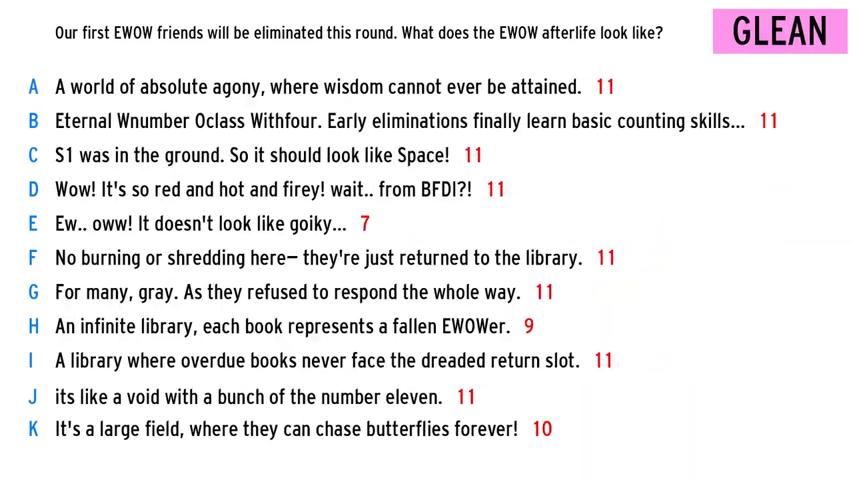 Our first EWOW friends will be eliminated this round. What does the EWOW afterlife look like?
GLEAN
A A world of absolute agony, where wisdom cannot ever be attained. 11
B Eternal Wnumber Oclass Withfour. Early eliminations finally learn basic counting skills... 11
C S1 was in the ground. So it should look like Space! 11
D Wow! It's so red and hot and firey! wait.. from BFDI?! 11
E Ew.. oww! It doesn't look like goiky... 7
F No burning or shredding here— they're just returned to the library. 11
G For many, gray. As they refused to respond the whole way. 11
H An infinite library, each book represents a fallen EWOWer. 9
I A library where overdue books never face the dreaded return slot. 11
J its like a void with a bunch of the number eleven. 11
K It's a large field, where they can chase butterflies forever! 10